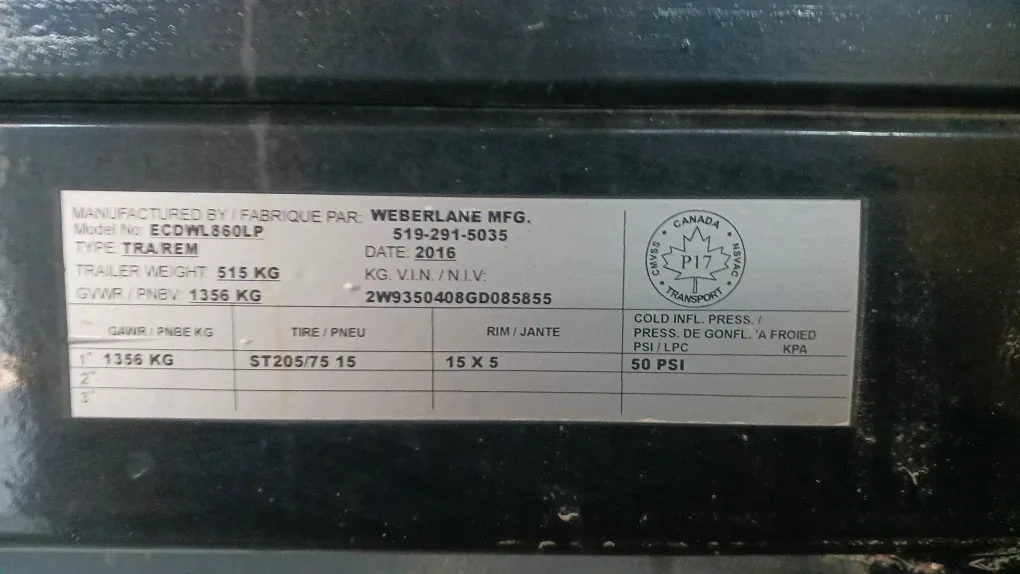 MANUFACTURED BY / FABRIQUE PAR: WEBERLANE MFG.
Model No: ECDWL860LP 519-291-5035
TYPE: TRA/REM DATE: 2016
TRAILER WEIGHT: 515 KG KG. V.I.N. / N.I.V:
GVWR / PNBV: 1356 KG 2W9350408GD085855
CANADA
CMVSS P17 NSVAC
TRANSPORT
GAWR / PNBE KG TIRE / PNEU RIM / JANTE
COLD INFL. PRESS. /
PRESS. DE GONFL. 'A FROIED
PSI / LPC KPA
1" 1356 KG ST205/75 15 15 X 5 50 PSI
2"
3"